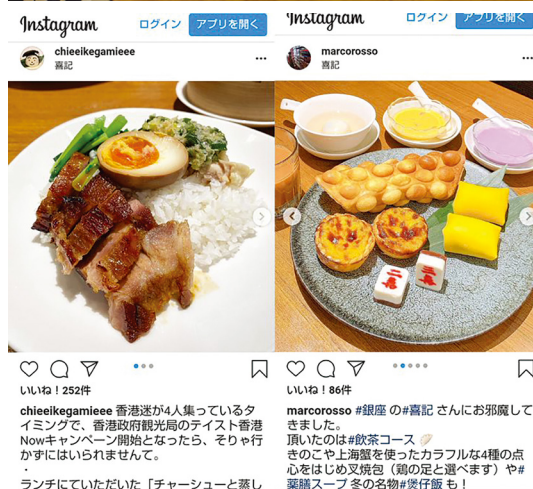 Instagram
ログイン
アプリを開く
chieeikegamieee
喜記
いいね！252件
chieeikegamieee 香港迷が4人集っているタ
イミングで、香港政府観光局のテイスト香港
Nowキャンペーン開始となったら、そりゃ行
かずにはいられませんて。
・
ランチにていただいた「チャーシューと蒸し
Instagram
ログイン
アプリを開く
marcorosso
喜記
二萬
三萬
いいね！86件
marcorosso #銀座 の#喜記 さんにお邪魔して
きました。
頂いたのは#飲茶コース
きのこや上海蟹を使ったカラフルな4種の点
心をはじめ叉焼包（鶏の足と選べます）や#
薬膳スープ 冬の名物#煲仔飯 も！